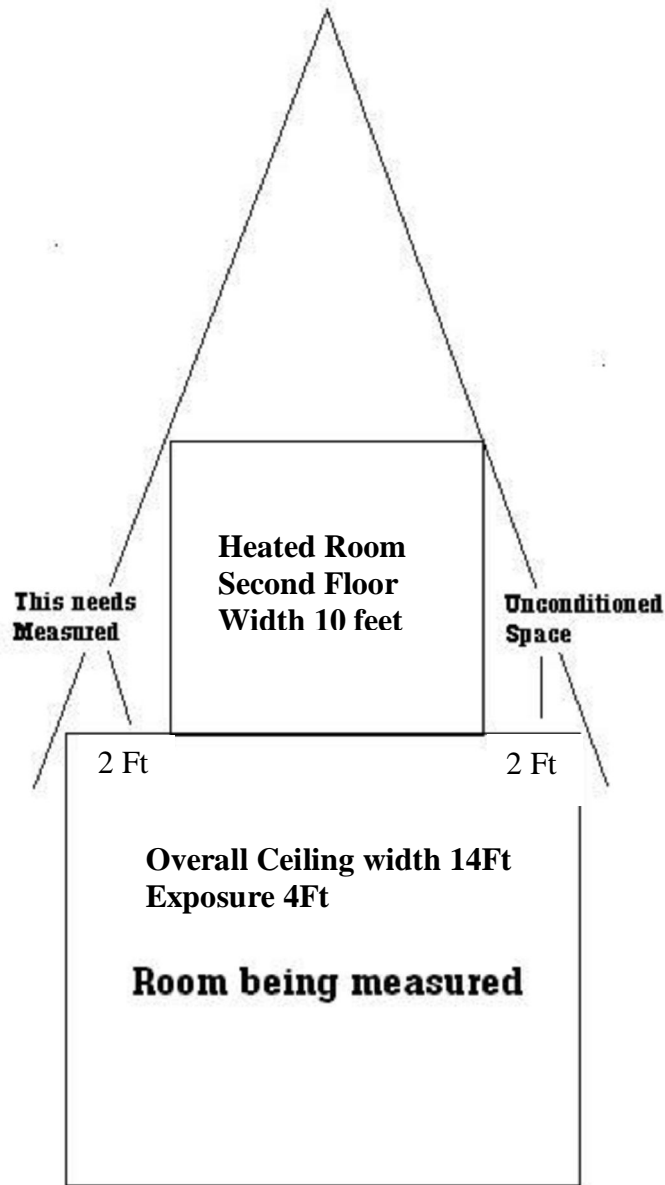 Heated Room
Second Floor
Width 10 feet
This needs
Measured
Unconditioned
Space
2 Ft
2 Ft
Overall Ceiling width 14Ft
Exposure 4Ft
Room being measured